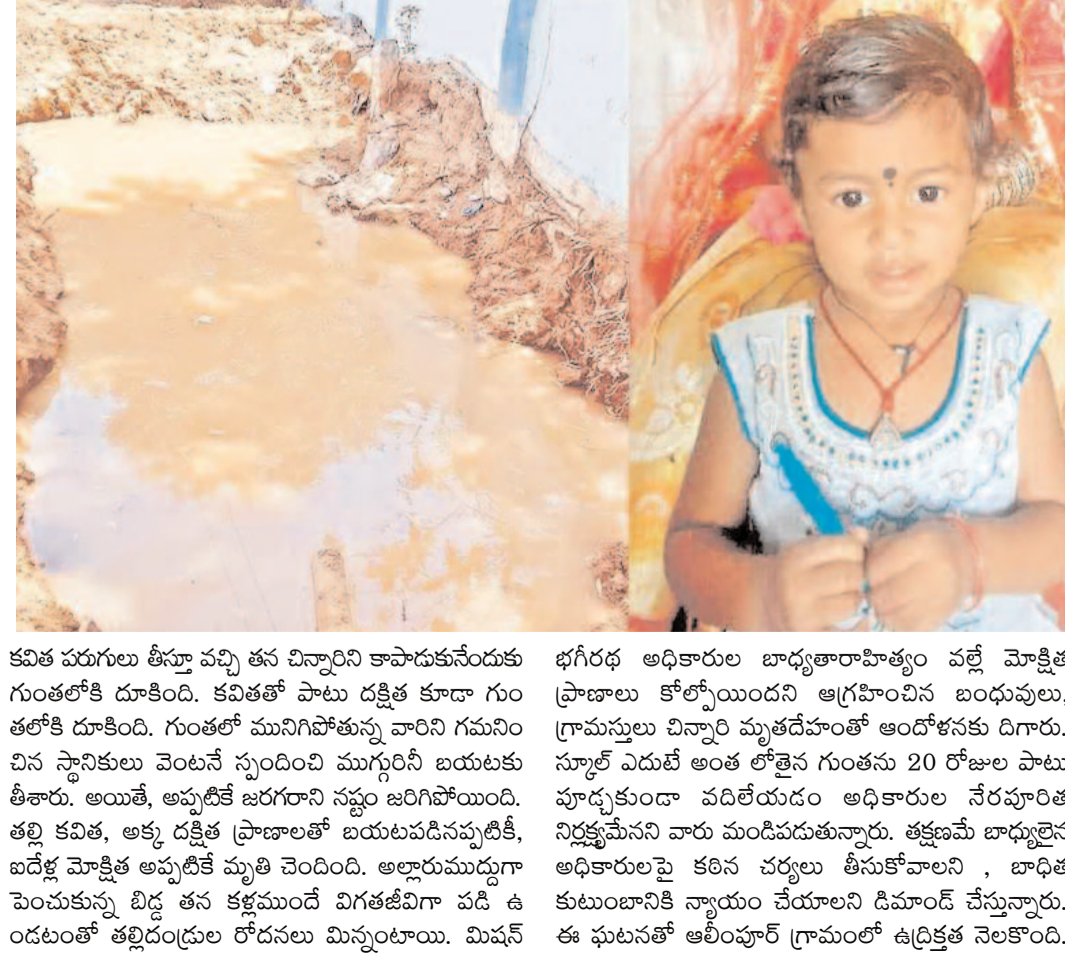 కవిత పరుగులు తీస్తూ వచ్చి తన చిన్నారిని కాపాడుకునేందుకు
గుంతలోకి దూకింది. కవితతో పాటు దక్షిత కూడా గుం
తలోకి దూకింది. గుంతలో మునిగిపోతున్న వారిని గమనిం
చిన స్థానికులు వెంటనే స్పందించి ముగ్గురినీ బయటకు
తీశారు. అయితే, అప్పటికే జరగరాని నష్టం జరిగిపోయింది.
తల్లి కవిత, అక్క దక్షిత ప్రాణాలతో బయటపడినప్పటికీ,
ఐదేళ్ల మోక్షిత అప్పటికే మృతి చెందింది. అల్లారుముద్దుగా
పెంచుకున్న బిడ్డ తన కళ్లముందే విగతజీవిగా పడి ఉ
ండటంతో తల్లిదండ్రుల రోదనలు మిన్నంటాయి. మిషన్
భగీరథ అధికారుల బాధ్యతారాహిత్యం వల్లే మోక్షిత
ప్రాణాలు కోల్పోయిందని ఆగ్రహించిన బంధువులు,
గ్రామస్తులు చిన్నారి మృతదేహంతో ఆందోళనకు దిగారు.
స్కూల్ ఎదుటే అంత లోతైన గుంతను 20 రోజుల పాటు
పూడ్చకుండా వదిలేయడం అధికారుల నేరపూరిత
నిర్లక్ష్యమేనని వారు మండిపడుతున్నారు. తక్షణమే బాధ్యులైన
అధికారులపై కఠిన చర్యలు తీసుకోవాలని , బాధిత
కుటుంబానికి న్యాయం చేయాలని డిమాండ్ చేస్తున్నారు.
ఈ ఘటనతో ఆలీంపూర్ గ్రామంలో ఉద్రిక్తత నెలకొంది.